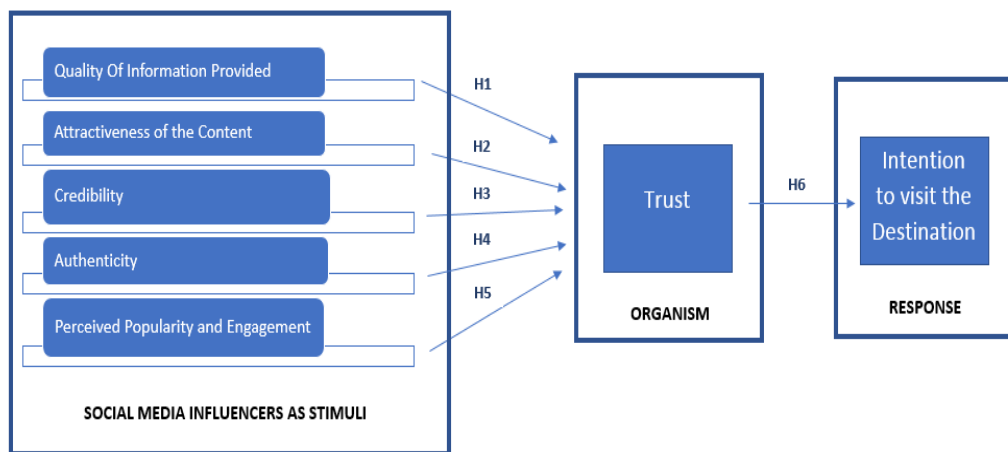 Quality Of Information Provided
H1
Attractiveness of the Content
H2
Credibility
H3
Authenticity
H4
Perceived Popularity and Engagement
H5
SOCIAL MEDIA INFLUENCERS AS STIMULI
Trust
ORGANISM
H6
Intention
to visit the
Destination
RESPONSE